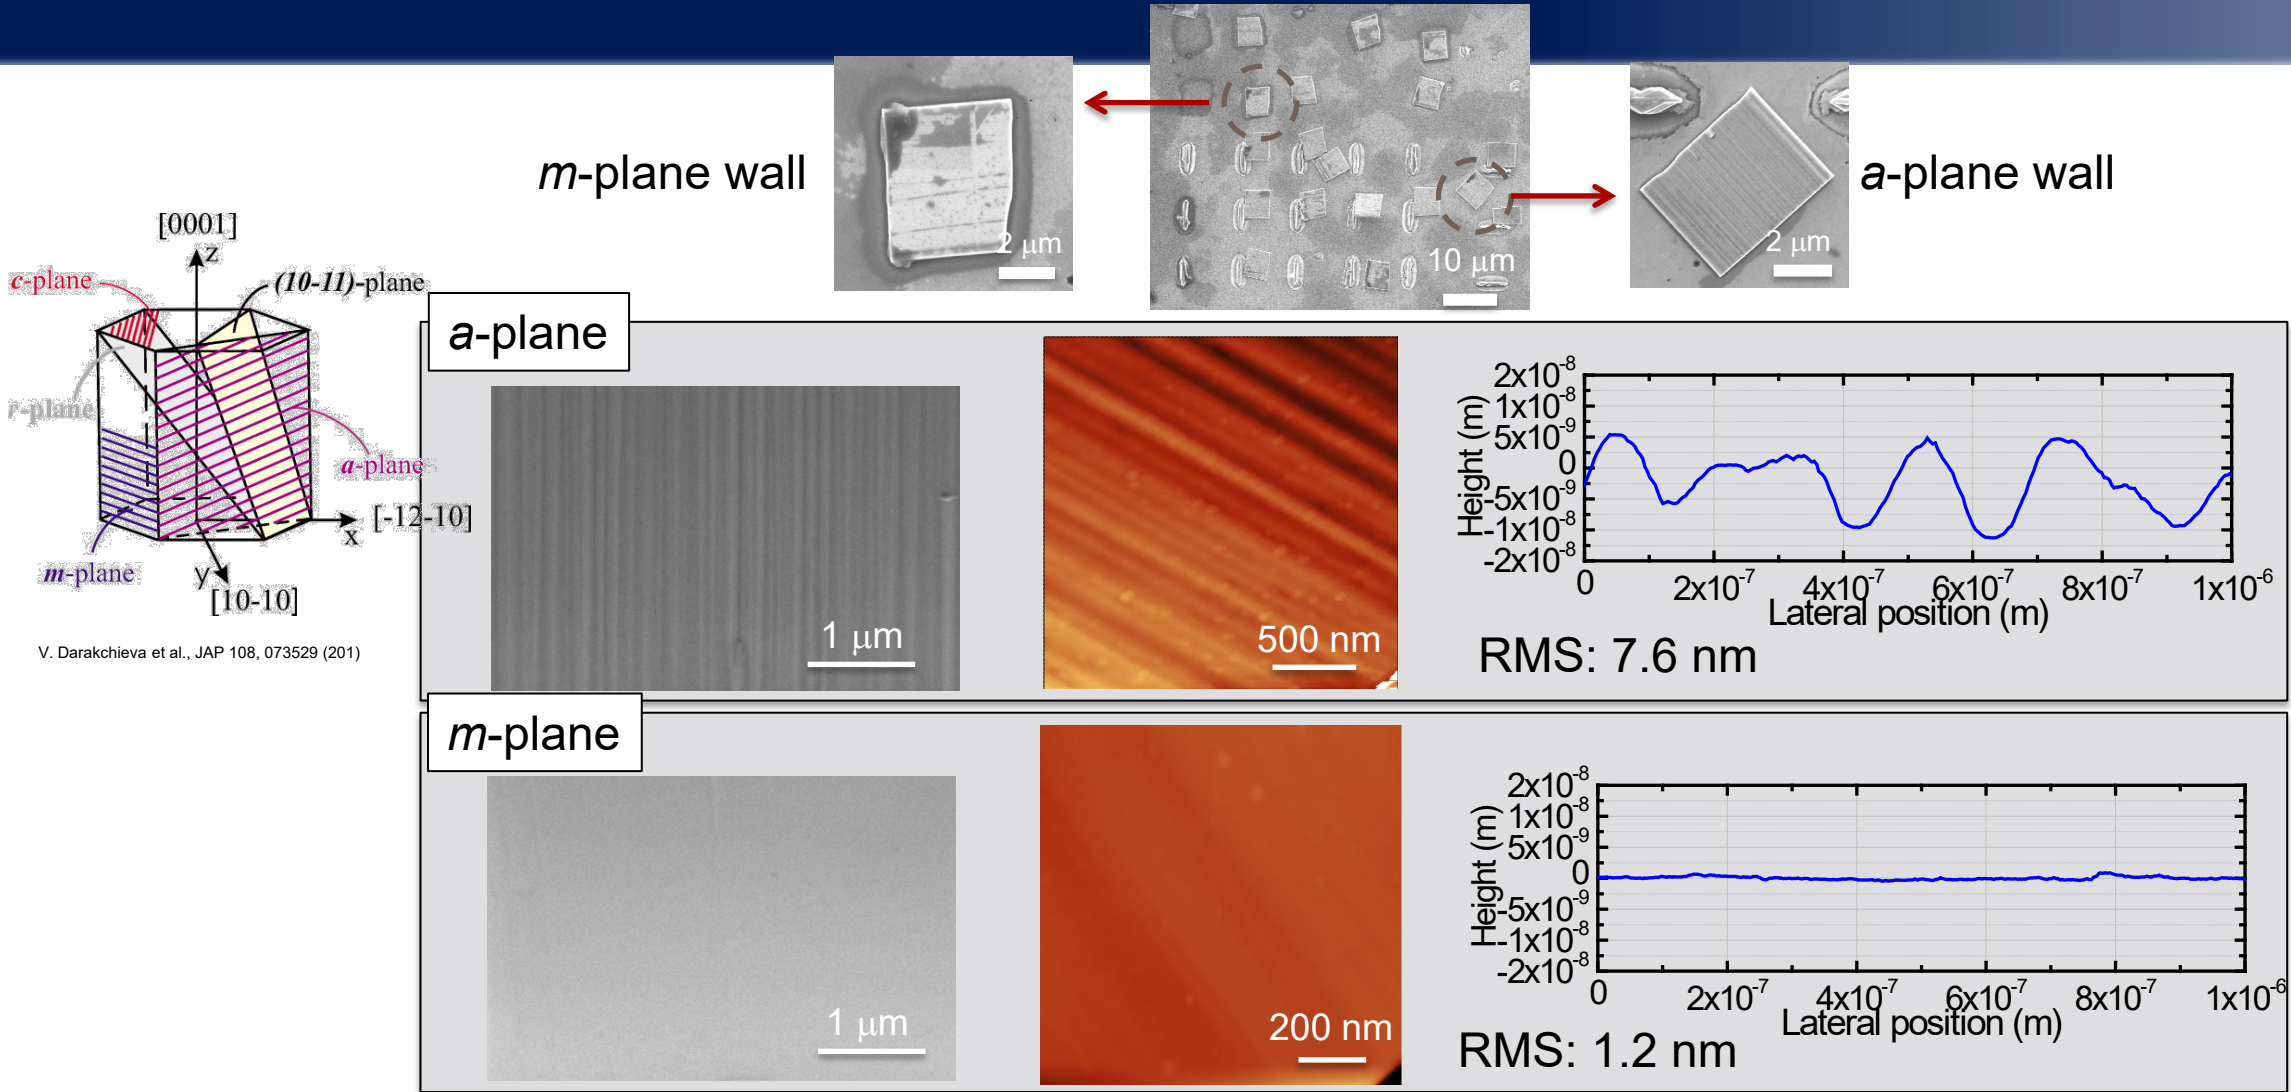 m-plane wall
2 μm
10 μm
2 μm
a-plane wall
[0001]
z
c-plane
(10-11)-plane
r-plane
a-plane
[-12-10]
x
m-plane
y
[10-10]
V. Darakchieva et al., JAP 108, 073529 (201)
a-plane
1 μm
500 nm
2x10⁻⁸
1x10⁻⁸
5x10⁻⁹
0
-5x10⁻⁹
-1x10⁻⁸
-2x10⁻⁸
Height (m)
0 2x10⁻⁷ 4x10⁻⁷ 6x10⁻⁷ 8x10⁻⁷ 1x10⁻⁶
Lateral position (m)
RMS: 7.6 nm
m-plane
1 μm
200 nm
2x10⁻⁸
1x10⁻⁸
5x10⁻⁹
0
-5x10⁻⁹
-1x10⁻⁸
-2x10⁻⁸
Height (m)
0 2x10⁻⁷ 4x10⁻⁷ 6x10⁻⁷ 8x10⁻⁷ 1x10⁻⁶
Lateral position (m)
RMS: 1.2 nm